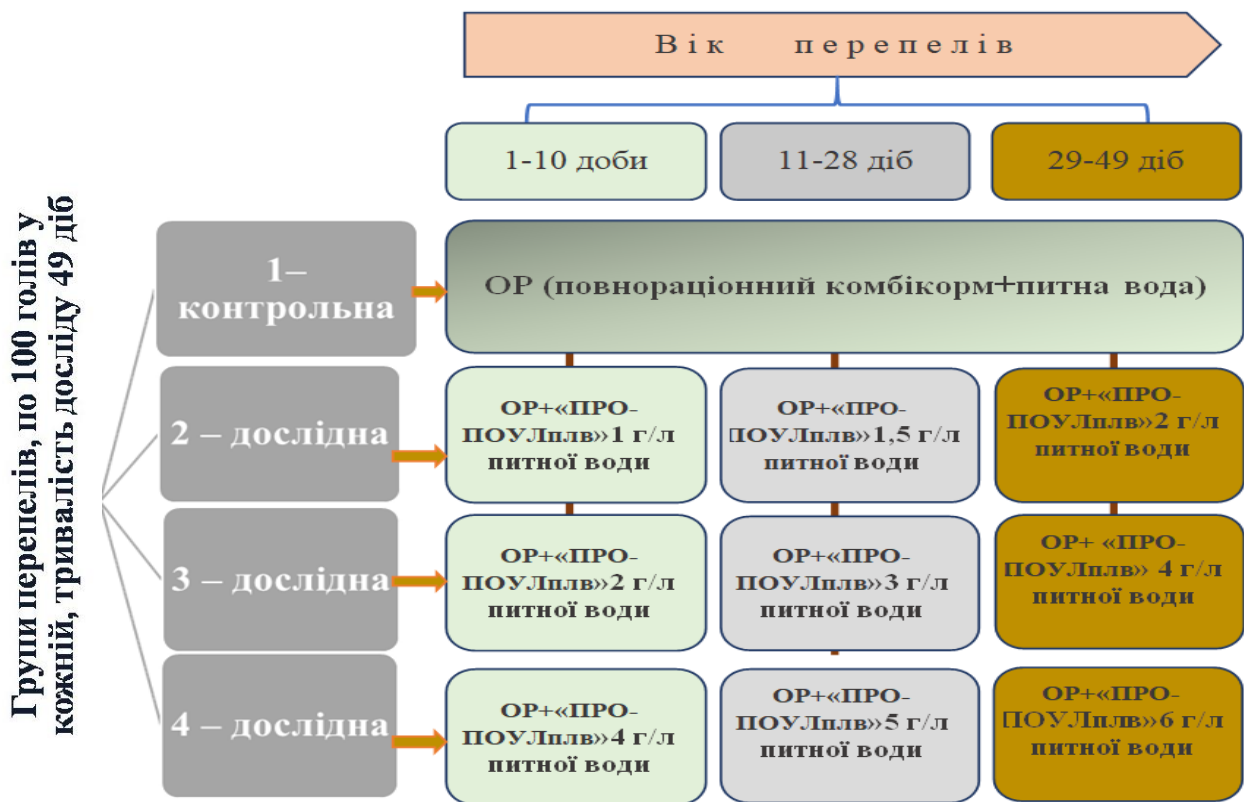 В і к перепелів
1-10 доби
11-28 діб
29-49 діб
Групи перепелів, по 100 голів у
кожній, тривалість досліду 49 діб
1–
контрольна
ОР (повнораціонний комбікорм+питна вода)
2 – дослідна
ОР+«ПРО-
ПОУЛплв»1 г/л
питної води
ОР+«ПРО-
ПОУЛплв»1,5 г/л
питної води
ОР+«ПРО-
ПОУЛплв»2 г/л
питної води
3 – дослідна
ОР+«ПРО-
ПОУЛплв»2 г/л
питної води
ОР+«ПРО-
ПОУЛплв»3 г/л
питної води
ОР+ «ПРО-
ПОУЛплв» 4 г/л
питної води
4 – дослідна
ОР+«ПРО-
ПОУЛплв»4 г/л
питної води
ОР+«ПРО-
ПОУЛплв»5 г/л
питної води
ОР+«ПРО-
ПОУЛплв»6 г/л
питної води